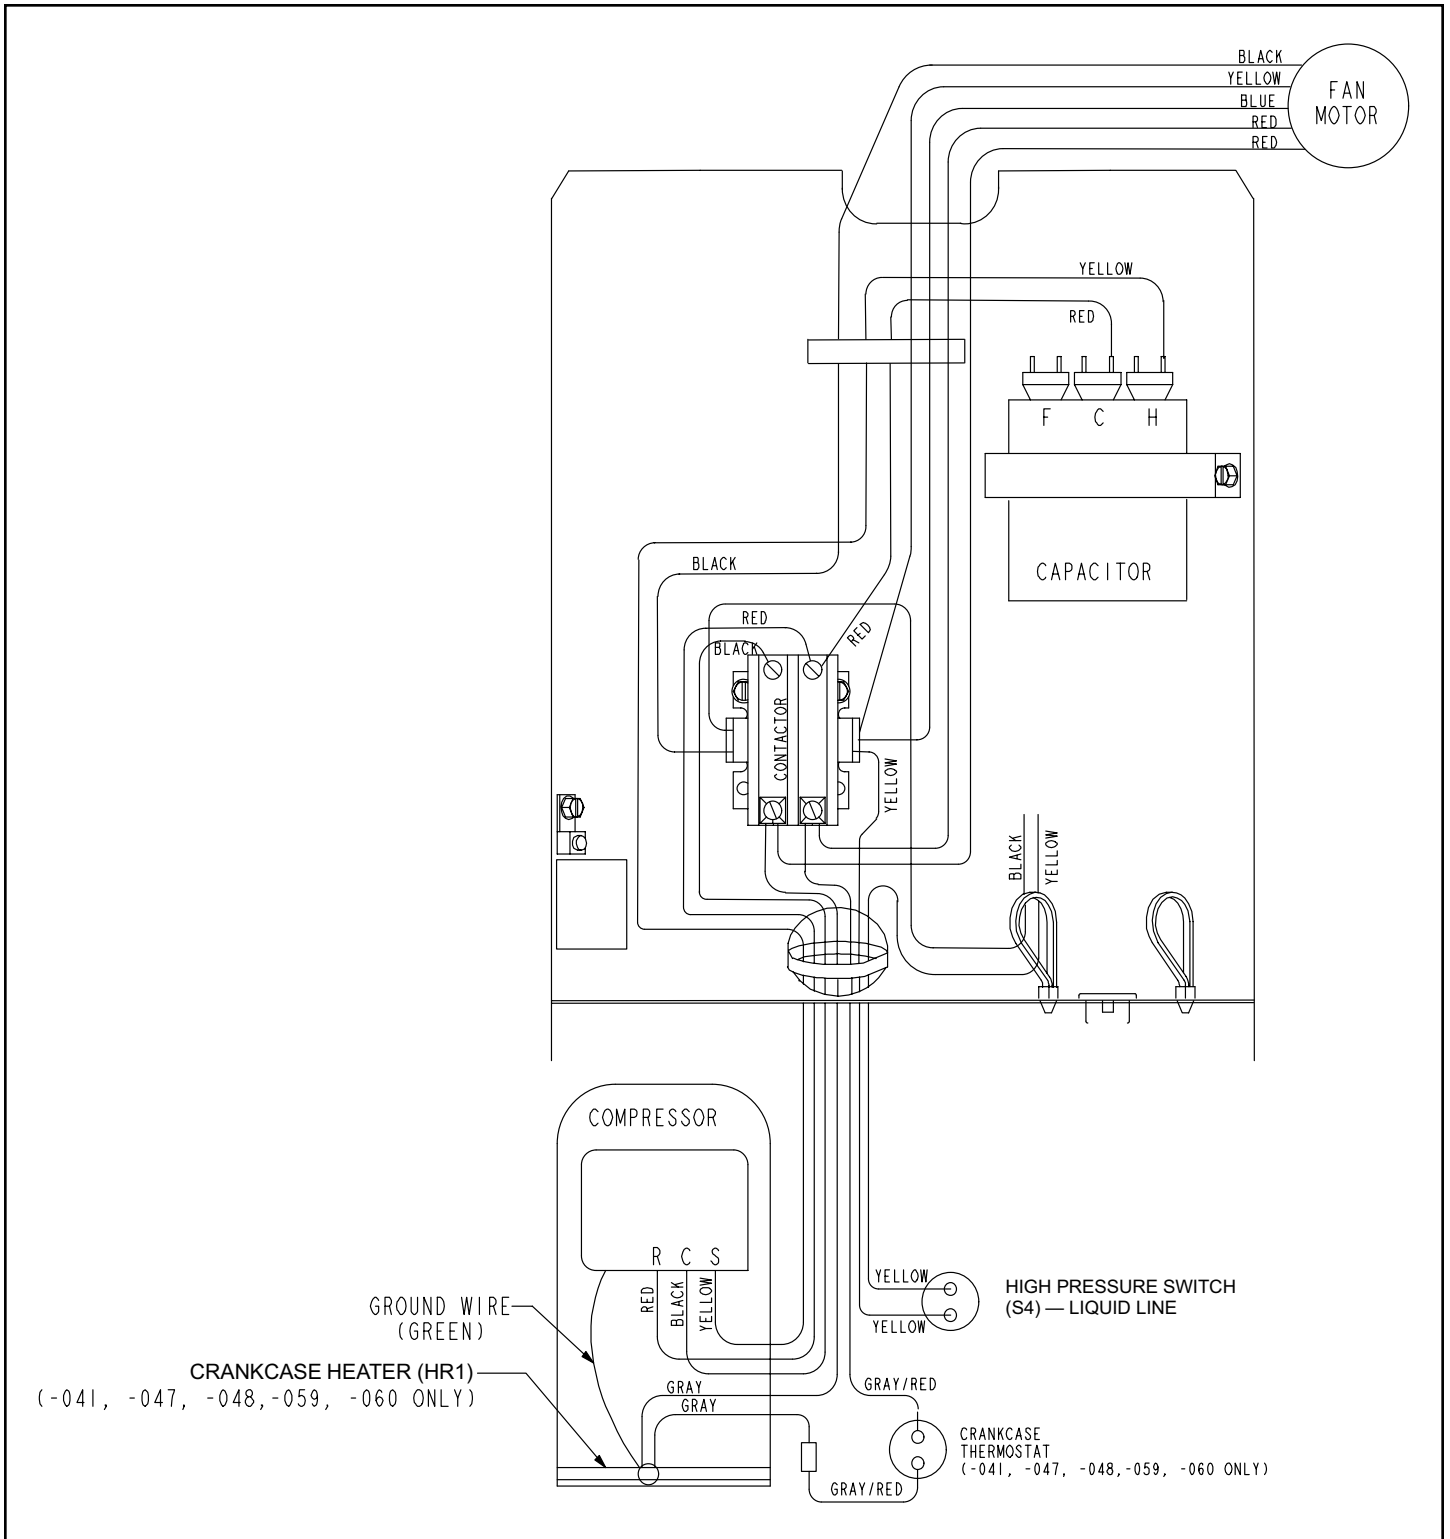 BLACK
YELLOW
BLUE
RED
RED
FAN
MOTOR
YELLOW
RED
F C H
CAPACITOR
BLACK
RED
RED
BLACK
CONTACTOR
YELLOW
BLACK
YELLOW
COMPRESSOR
R C S
RED
BLACK
YELLOW
GROUND WIRE
(GREEN)
CRANKCASE HEATER (HR1)
(-041, -047, -048,-059, -060 ONLY)
YELLOW
YELLOW
HIGH PRESSURE SWITCH
(S4) — LIQUID LINE
GRAY
GRAY
GRAY/RED
CRANKCASE
THERMOSTAT
(-041, -047, -048,-059, -060 ONLY)
GRAY/RED